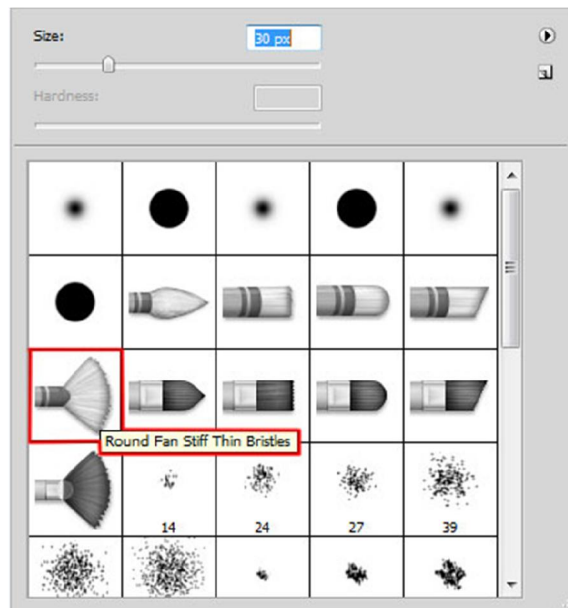 Size:
30 px
Hardness:
Round Fan Stiff Thin Bristles
14
24
27
39